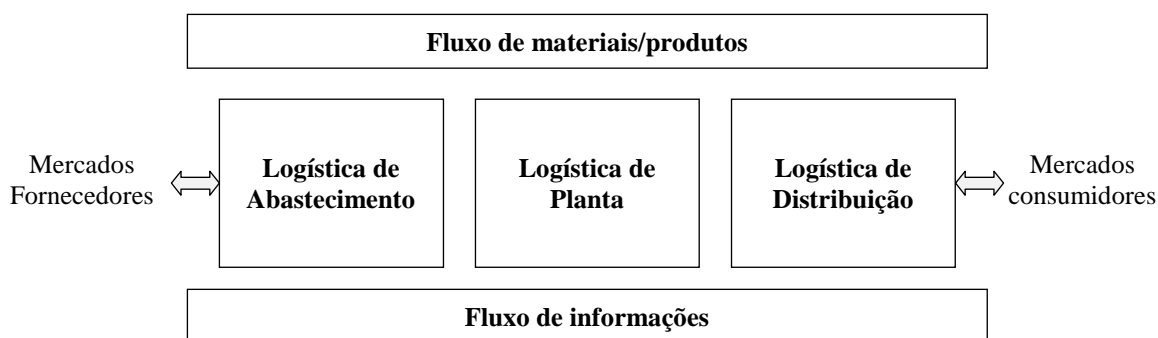 Fluxo de materiais/produtos
Mercados
Fornecedores
Logística de
Abastecimento
Logística de
Planta
Logística de
Distribuição
Mercados
consumidores
Fluxo de informações